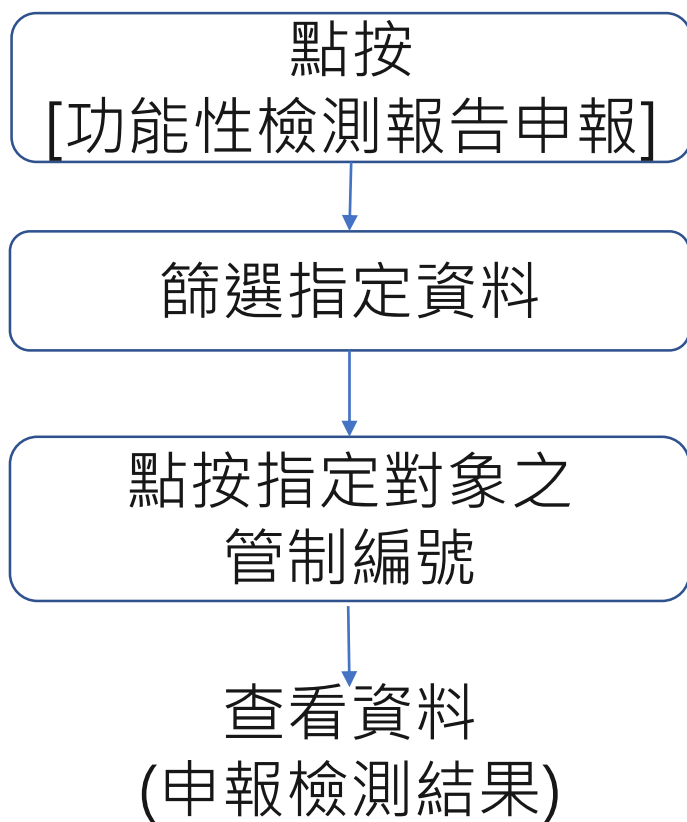 點按
[功能性檢測報告申報]
篩選指定資料
點按指定對象之
管制編號
查看資料
(申報檢測結果)